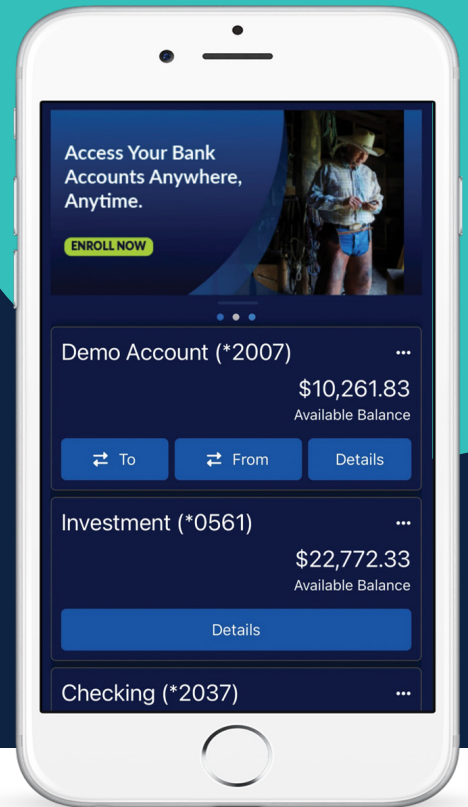 Access Your Bank
Accounts Anywhere,
Anytime.
ENROLL NOW
Demo Account (*2007)
$10,261.83
Available Balance
To From Details
Investment (*0561)
$22,772.33
Available Balance
Details
Checking (*2037)